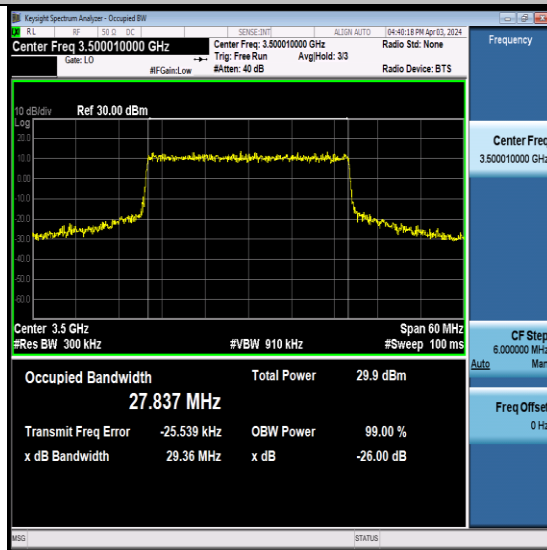 Keysight Spectrum Analyzer - Occupied BW
RL RF 50 Ω DC SENSE:INT ALIGN AUTO 04:40:18 PM Apr 03, 2024
Center Freq 3.500010000 GHz
Center Freq: 3.500010000 GHz Radio Std: None
Gate: LO Trig: Free Run Avg|Hold: 3/3
#IFGain:Low #Atten: 40 dB Radio Device: BTS
Frequency
10 dB/div Ref 30.00 dBm
Log
20.0
10.0
0.00
-10.0
-20.0
-30.0
-40.0
-50.0
-60.0
Center 3.5 GHz Span 60 MHz
#Res BW 300 kHz #VBW 910 kHz #Sweep 100 ms
Center Freq
3.500010000 GHz
CF Step
6.000000 MHz
Auto Man
Freq Offset
0 Hz
Occupied Bandwidth Total Power 29.9 dBm
27.837 MHz
Transmit Freq Error -25.539 kHz OBW Power 99.00 %
x dB Bandwidth 29.36 MHz x dB -26.00 dB
MSG STATUS